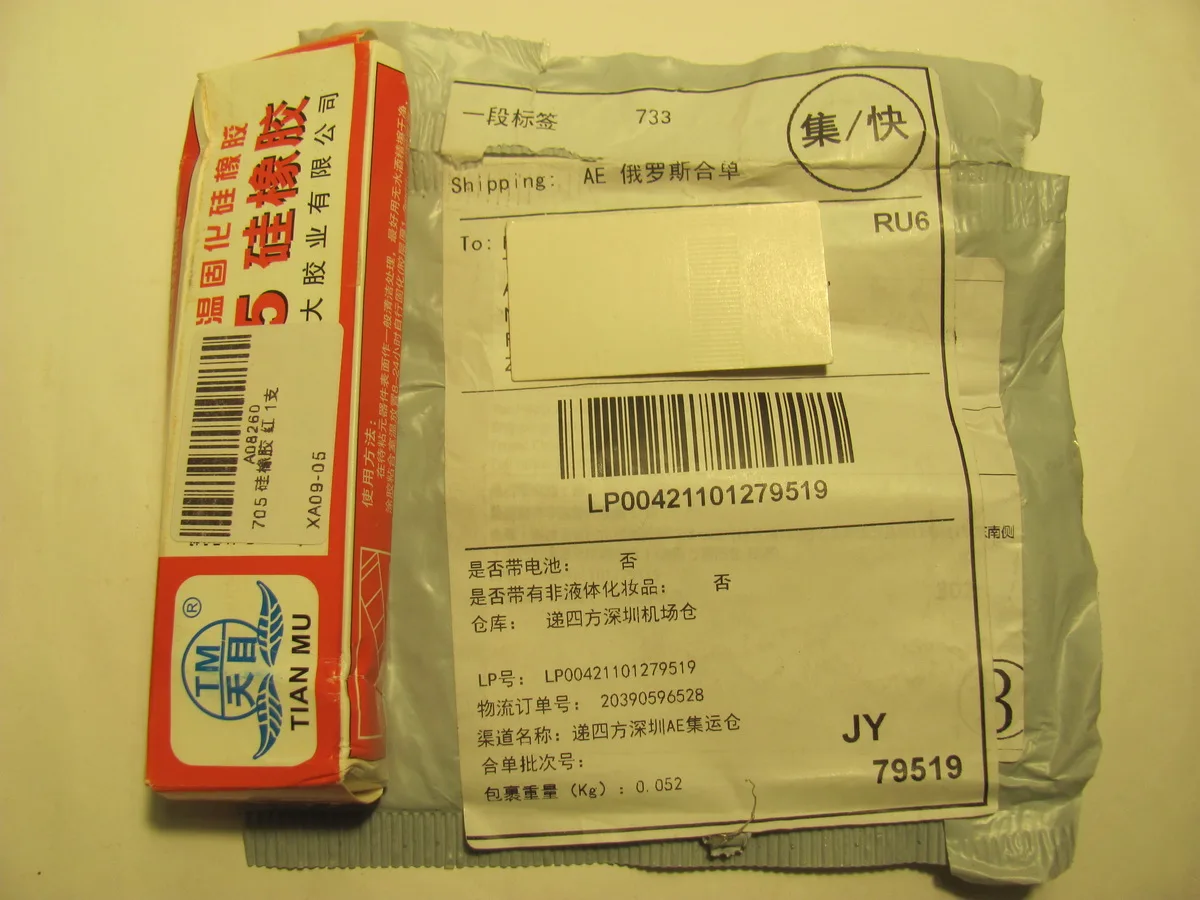 温固化硅橡胶
5 硅橡胶
大胶业有限公司
A08260
705 硅橡胶 红 1支
XA09-05
®
TM
天目
TIAN MU
使用方法:
一段标签 733
集/快
Shipping: AE 俄罗斯合单
RU6
To:
LP00421101279519
是否带电池: 否
是否带有非液体化妆品: 否
仓库: 递四方深圳机场仓
LP号: LP00421101279519
物流订单号: 20390596528
渠道名称: 递四方深圳AE集运仓
合单批次号:
包裹重量(Kg): 0.052
JY
79519
南侧